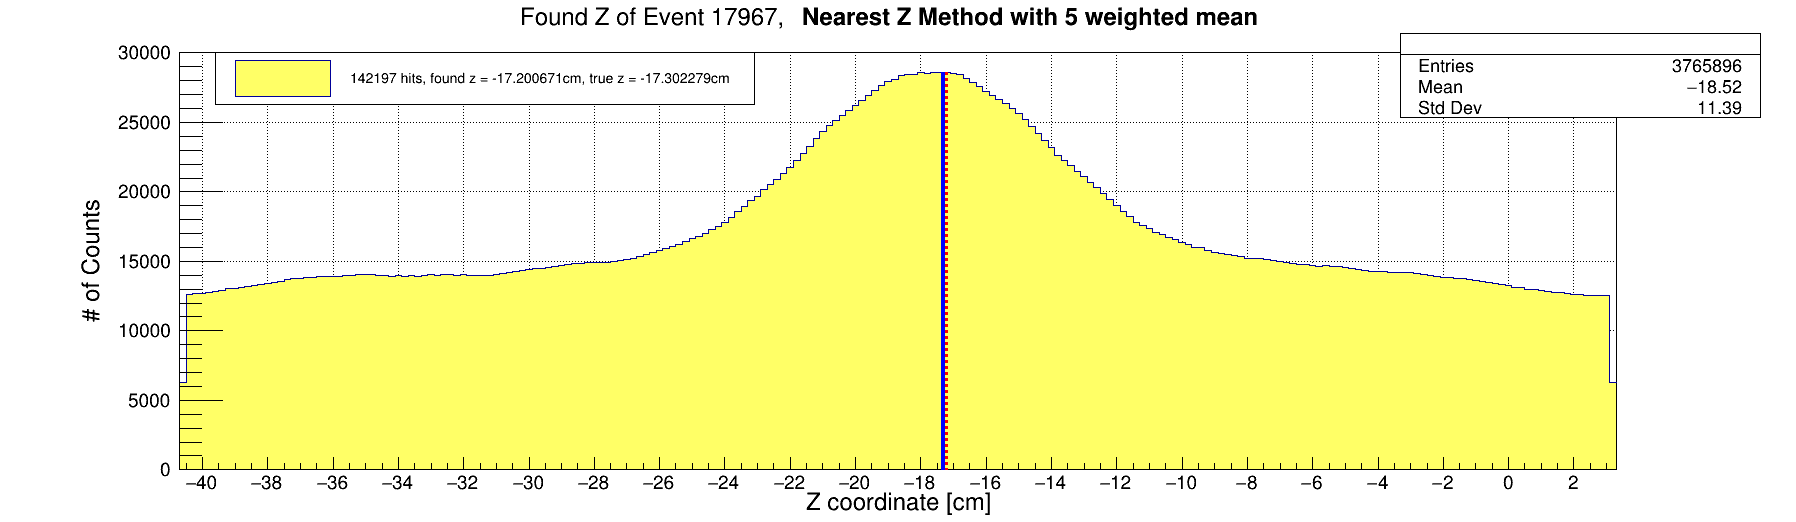 Found Z of Event 17967, Nearest Z Method with 5 weighted mean
142197 hits, found z = -17.200671cm, true z = -17.302279cm
Entries 3765896
Mean −18.52
Std Dev 11.39
30000
25000
20000
15000
10000
5000
0
# of Counts
−40 −38 −36 −34 −32 −30 −28 −26 −24 −22 −20 −18 −16 −14 −12 −10 −8 −6 −4 −2 0 2
Z coordinate [cm]